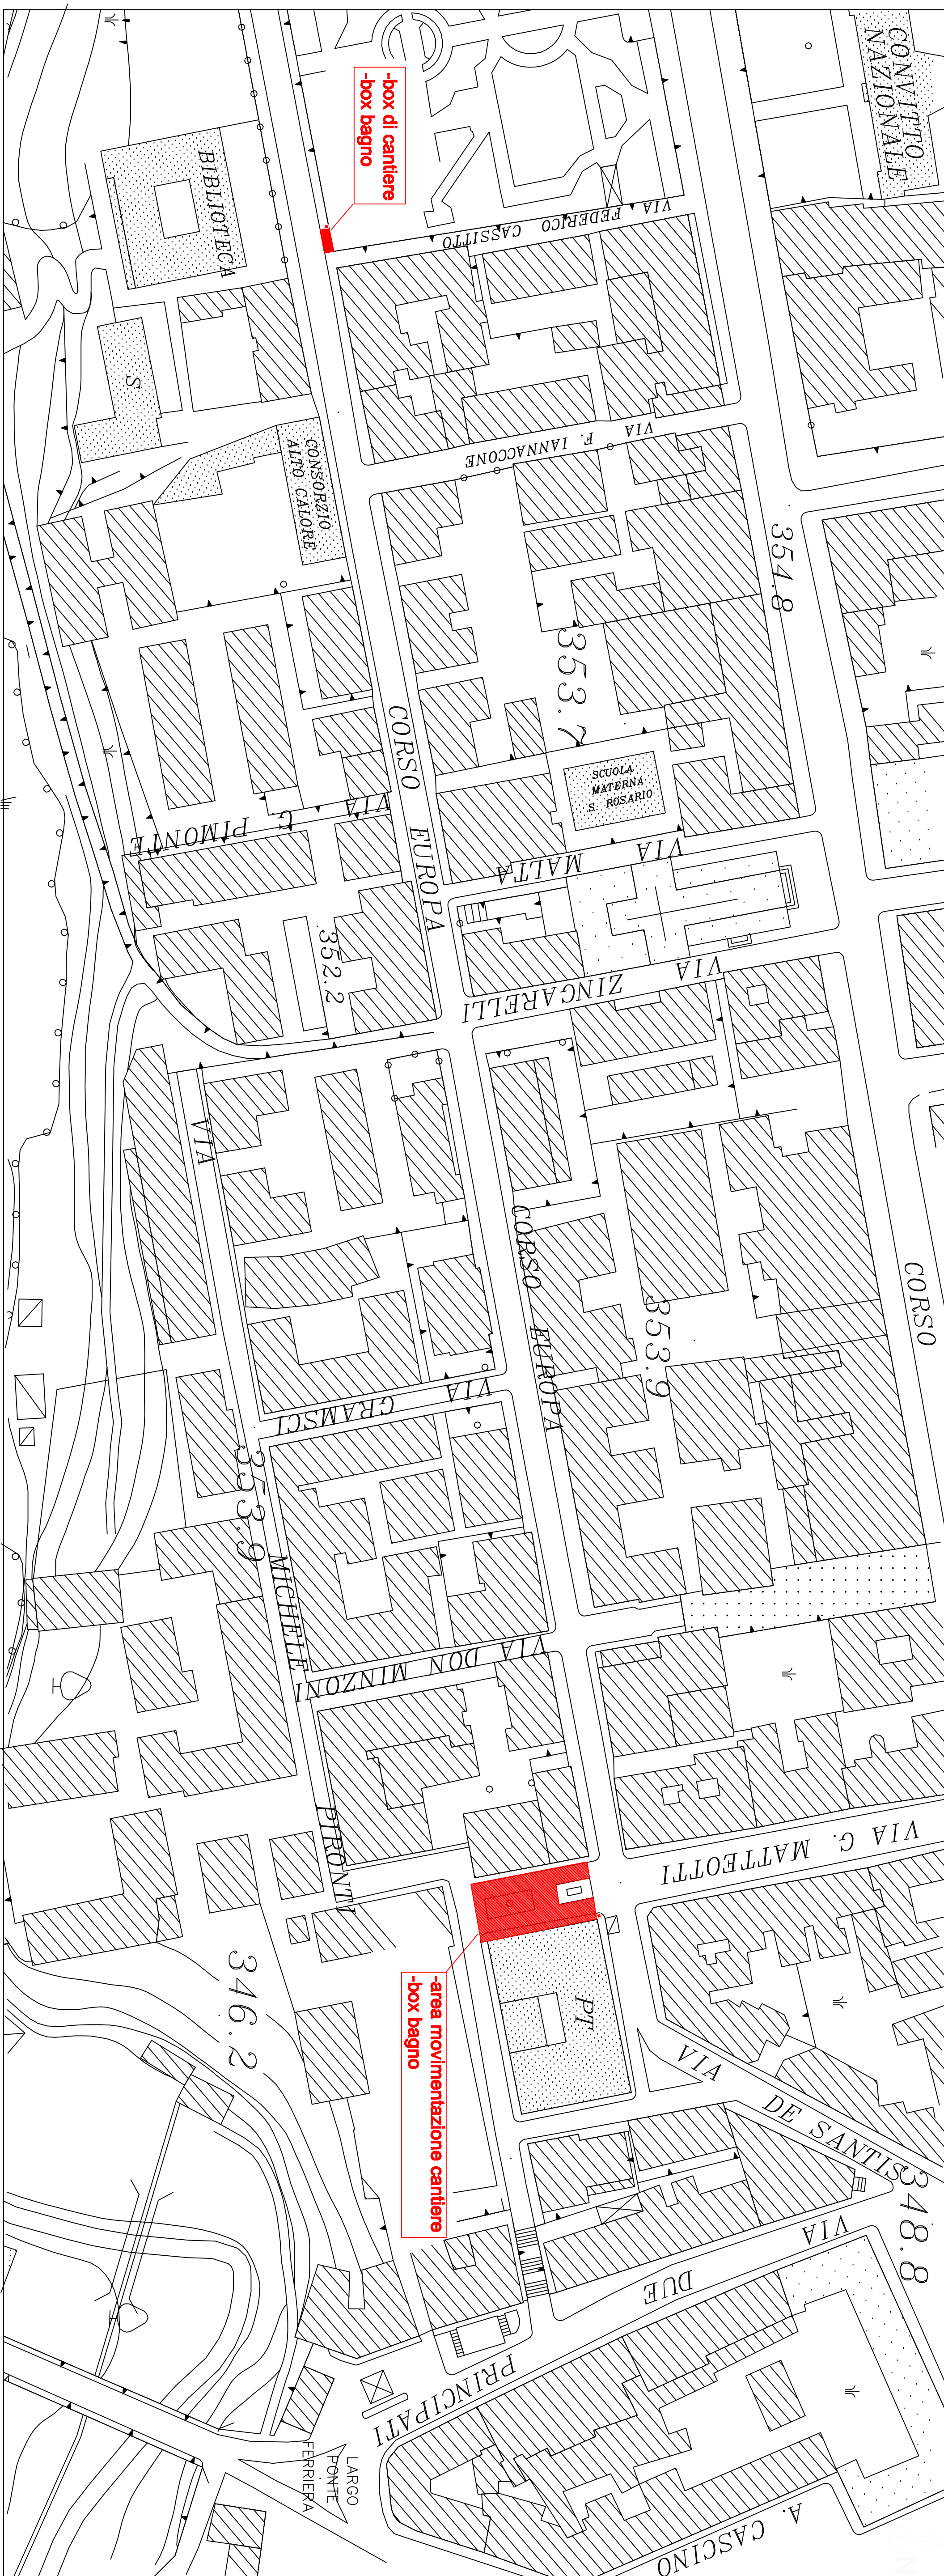 CONVITTO
NAZIONALE
-box di cantiere
-box bagno
BIBLIOTECA
VIA FEDERICO CASSITTO
S
CONSORZIO
ALTO CALORE
VIA F. IANNACCONE
354.8
353.7
SCUOLA
MATERNA
S. ROSARIO
CORSO EUROPA
VIA G PIMONTE
VIA MALTA
352.2
VIA ZINGARELLI
VIA
CORSO EUROPA
353.9
CORSO
VIA GRAMSCI
353.9
MICHELE
VIA DON MINZONI
PIRONTI
VIA G. MATTEOTTI
-area movimentazione cantiere
-box bagno
PT
346.2
VIA
DE SANTIS
348.8
VIA
DUE
PRINCIPATI
LARGO
PONTE
FERRIERA
A. CASCINO